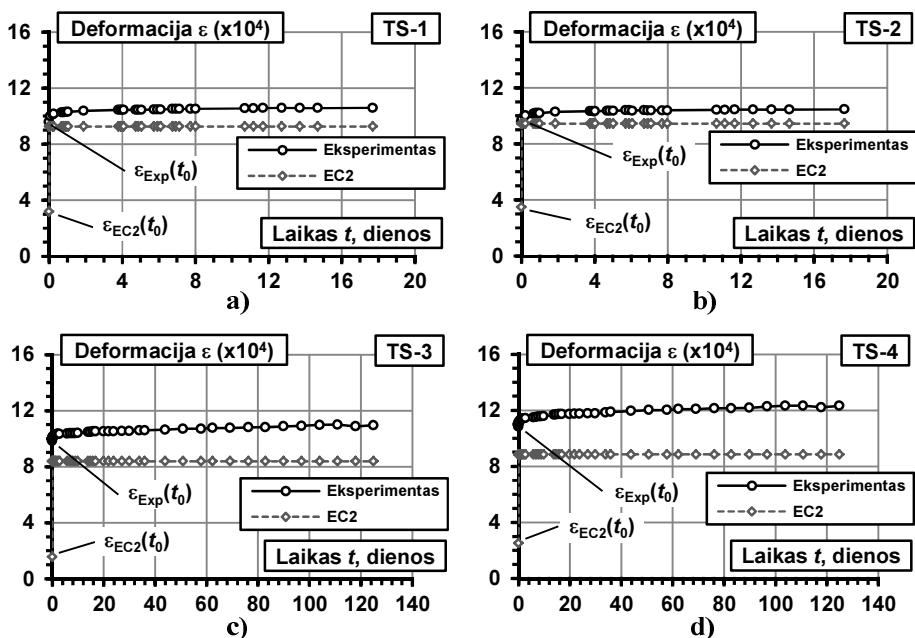 Deformacija ε (x10⁴)
TS-1
16
12
8
4
0
ε_Exp(t₀)
ε_EC2(t₀)
Eksperimentas
EC2
Laikas t, dienos
0 4 8 12 16 20
a)
Deformacija ε (x10⁴)
TS-2
16
12
8
4
0
ε_Exp(t₀)
ε_EC2(t₀)
Eksperimentas
EC2
Laikas t, dienos
0 4 8 12 16 20
b)
Deformacija ε (x10⁴)
TS-3
16
12
8
4
0
ε_Exp(t₀)
ε_EC2(t₀)
Eksperimentas
EC2
Laikas t, dienos
0 20 40 60 80 100 120 140
c)
Deformacija ε (x10⁴)
TS-4
16
12
8
4
0
ε_Exp(t₀)
ε_EC2(t₀)
Eksperimentas
EC2
Laikas t, dienos
0 20 40 60 80 100 120 140
d)